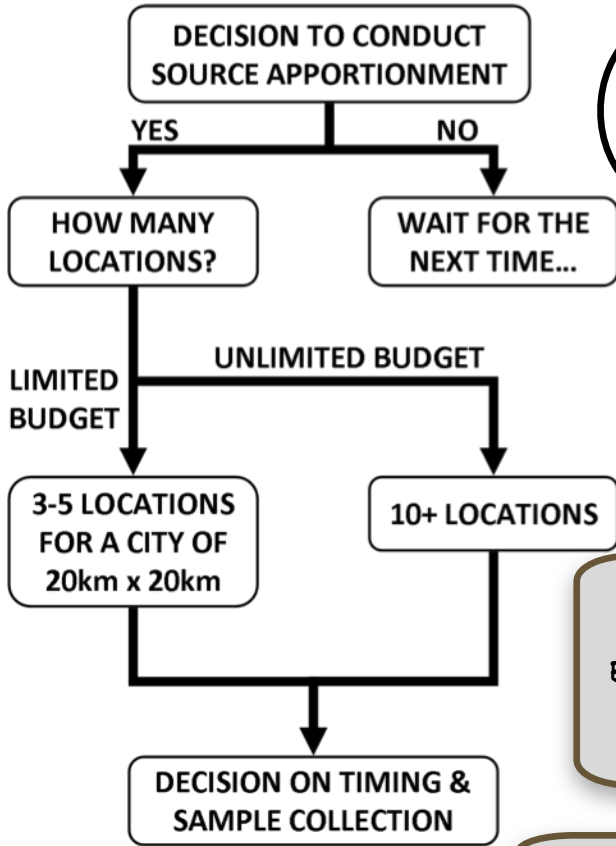 DECISION TO CONDUCT
SOURCE APPORTIONMENT
YES
NO
HOW MANY
LOCATIONS?
WAIT FOR THE
NEXT TIME...
UNLIMITED BUDGET
LIMITED
BUDGET
3-5 LOCATIONS
FOR A CITY OF
20km x 20km
10+ LOCATIONS
DECISION ON TIMING &
SAMPLE COLLECTION